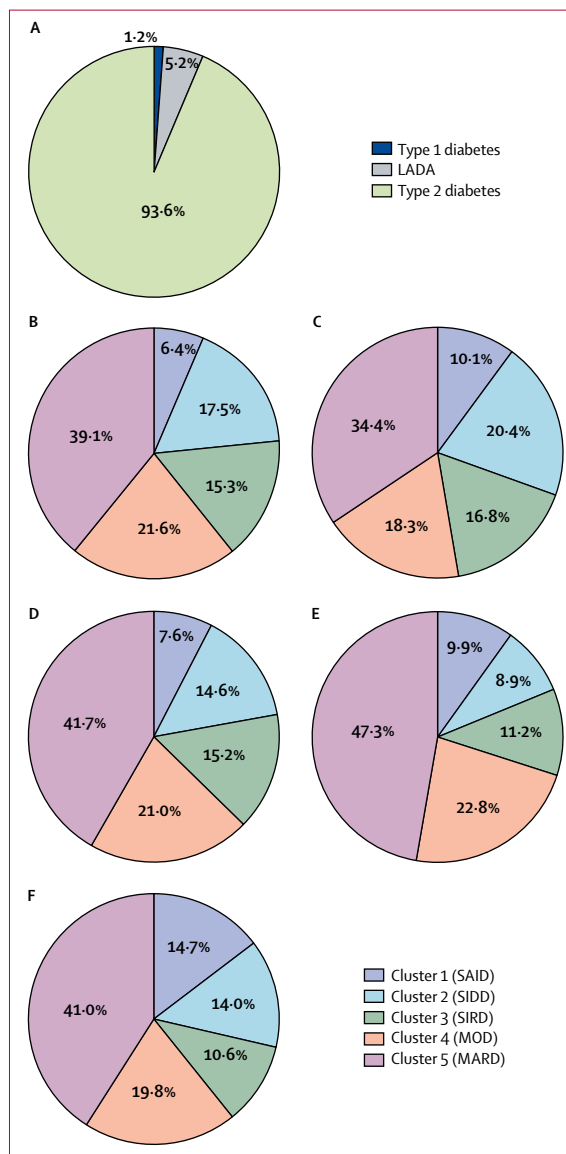 A
1·2%
5·2%
93·6%
Type 1 diabetes
LADA
Type 2 diabetes
B
6·4%
17·5%
15·3%
21·6%
39·1%
C
10·1%
20·4%
16·8%
18·3%
34·4%
D
7·6%
14·6%
15·2%
21·0%
41·7%
E
9·9%
8·9%
11·2%
22·8%
47·3%
F
14·7%
14·0%
10·6%
19·8%
41·0%
Cluster 1 (SAID)
Cluster 2 (SIDD)
Cluster 3 (SIRD)
Cluster 4 (MOD)
Cluster 5 (MARD)